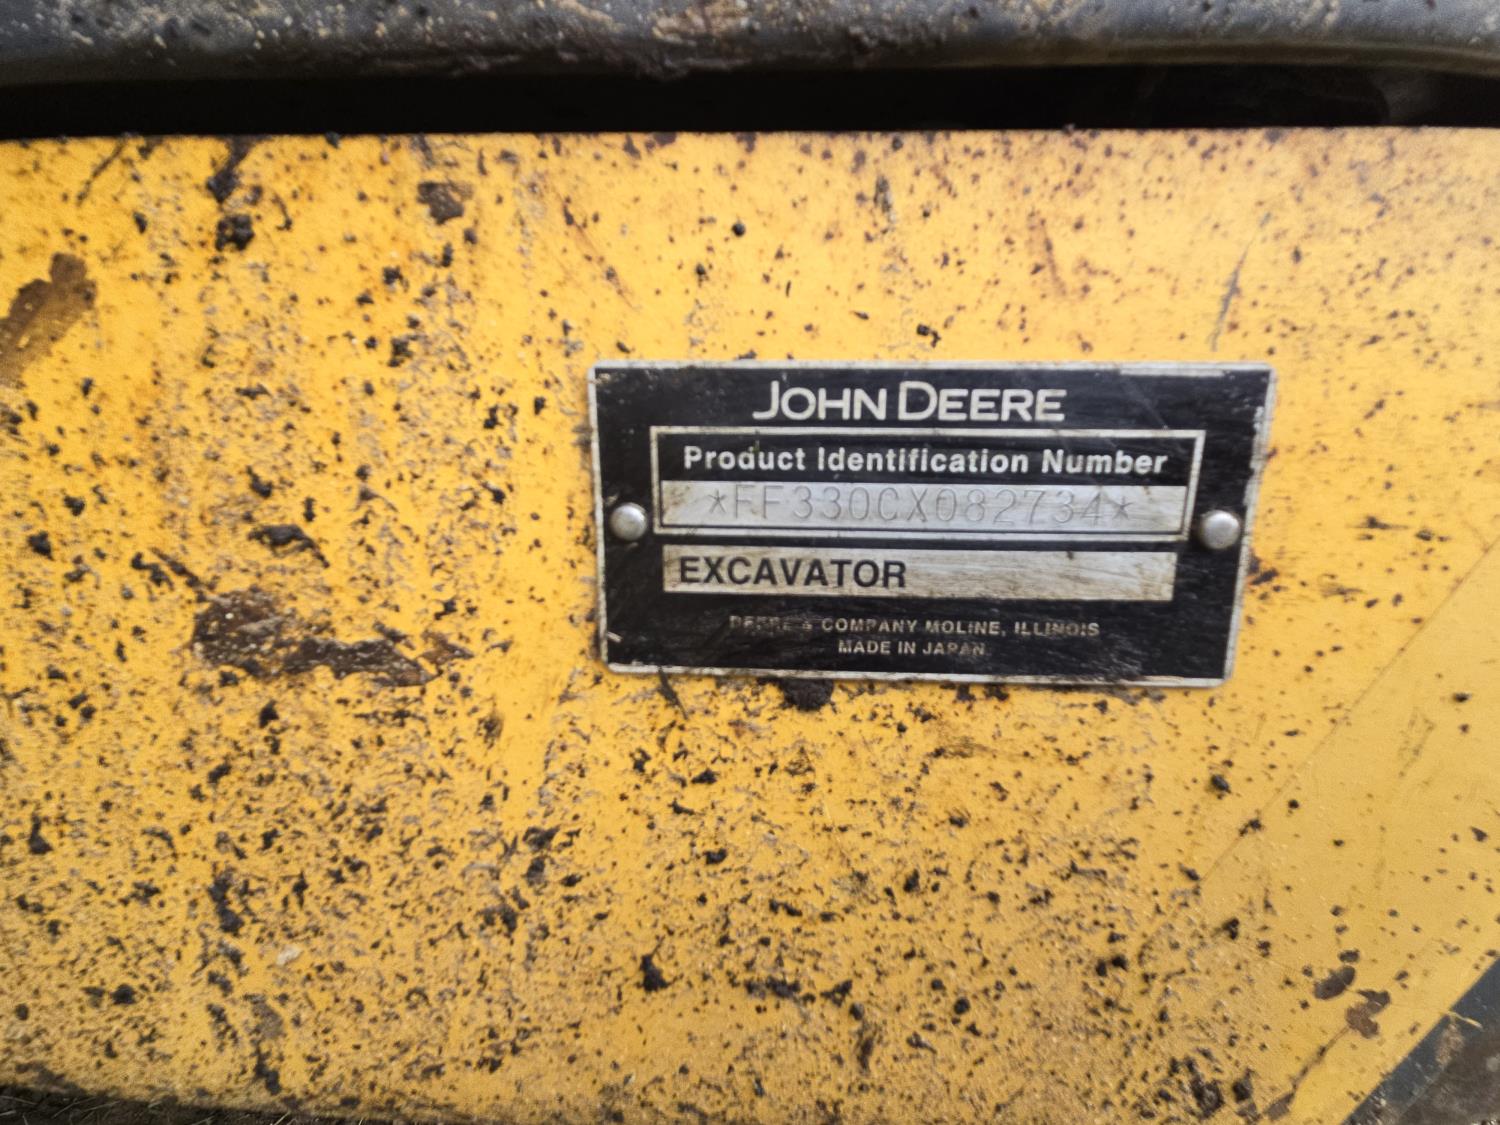 JOHN DEERE
Product Identification Number
*FF330CX082734*
EXCAVATOR
DEERE & COMPANY MOLINE, ILLINOIS
MADE IN JAPAN